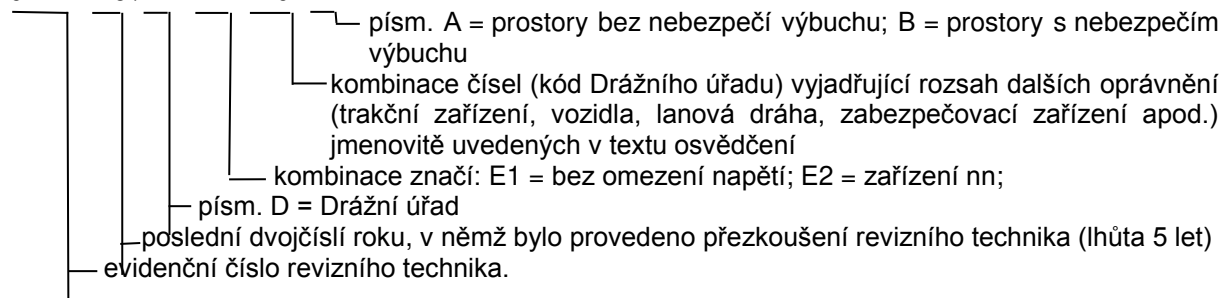 písm. A = prostory bez nebezpečí výbuchu; B = prostory s nebezpečím
výbuchu
kombinace čísel (kód Drážního úřadu) vyjadřující rozsah dalších oprávnění
(trakční zařízení, vozidla, lanová dráha, zabezpečovací zařízení apod.)
jmenovitě uvedených v textu osvědčení
kombinace značí: E1 = bez omezení napětí; E2 = zařízení nn;
písm. D = Drážní úřad
poslední dvojčíslí roku, v němž bylo provedeno přezkoušení revizního technika (lhůta 5 let)
evidenční číslo revizního technika.